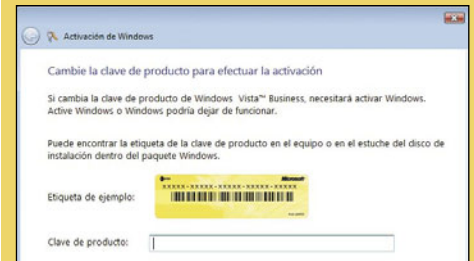 Activación de Windows
Cambie la clave de producto para efectuar la activación
Si cambia la clave de producto de Windows Vista™ Business, necesitará activar Windows.
Active Windows o Windows podría dejar de funcionar.
Puede encontrar la etiqueta de la clave de producto en el equipo o en el estuche del disco de
instalación dentro del paquete Windows.
Microsoft
Etiqueta de ejemplo:
XXXXX-XXXXX-XXXXX-XXXXX-XXXXX
Clave de producto: